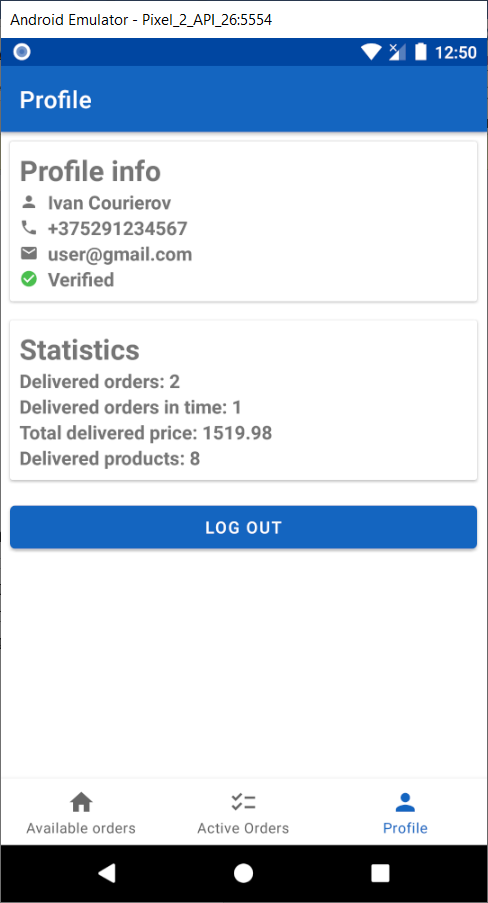 Android Emulator - Pixel_2_API_26:5554
12:50
Profile
Profile info
Ivan Courierov
+375291234567
user@gmail.com
Verified
Statistics
Delivered orders: 2
Delivered orders in time: 1
Total delivered price: 1519.98
Delivered products: 8
LOG OUT
Available orders
Active Orders
Profile